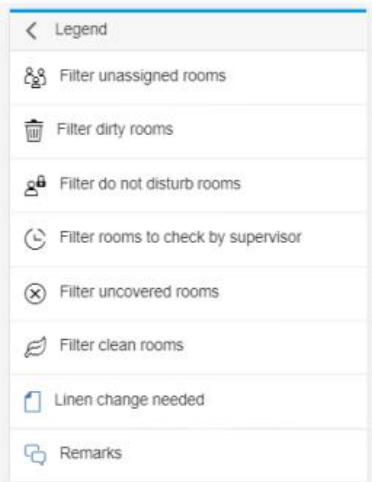 Legend
Filter unassigned rooms
Filter dirty rooms
Filter do not disturb rooms
Filter rooms to check by supervisor
Filter uncovered rooms
Filter clean rooms
Linen change needed
Remarks